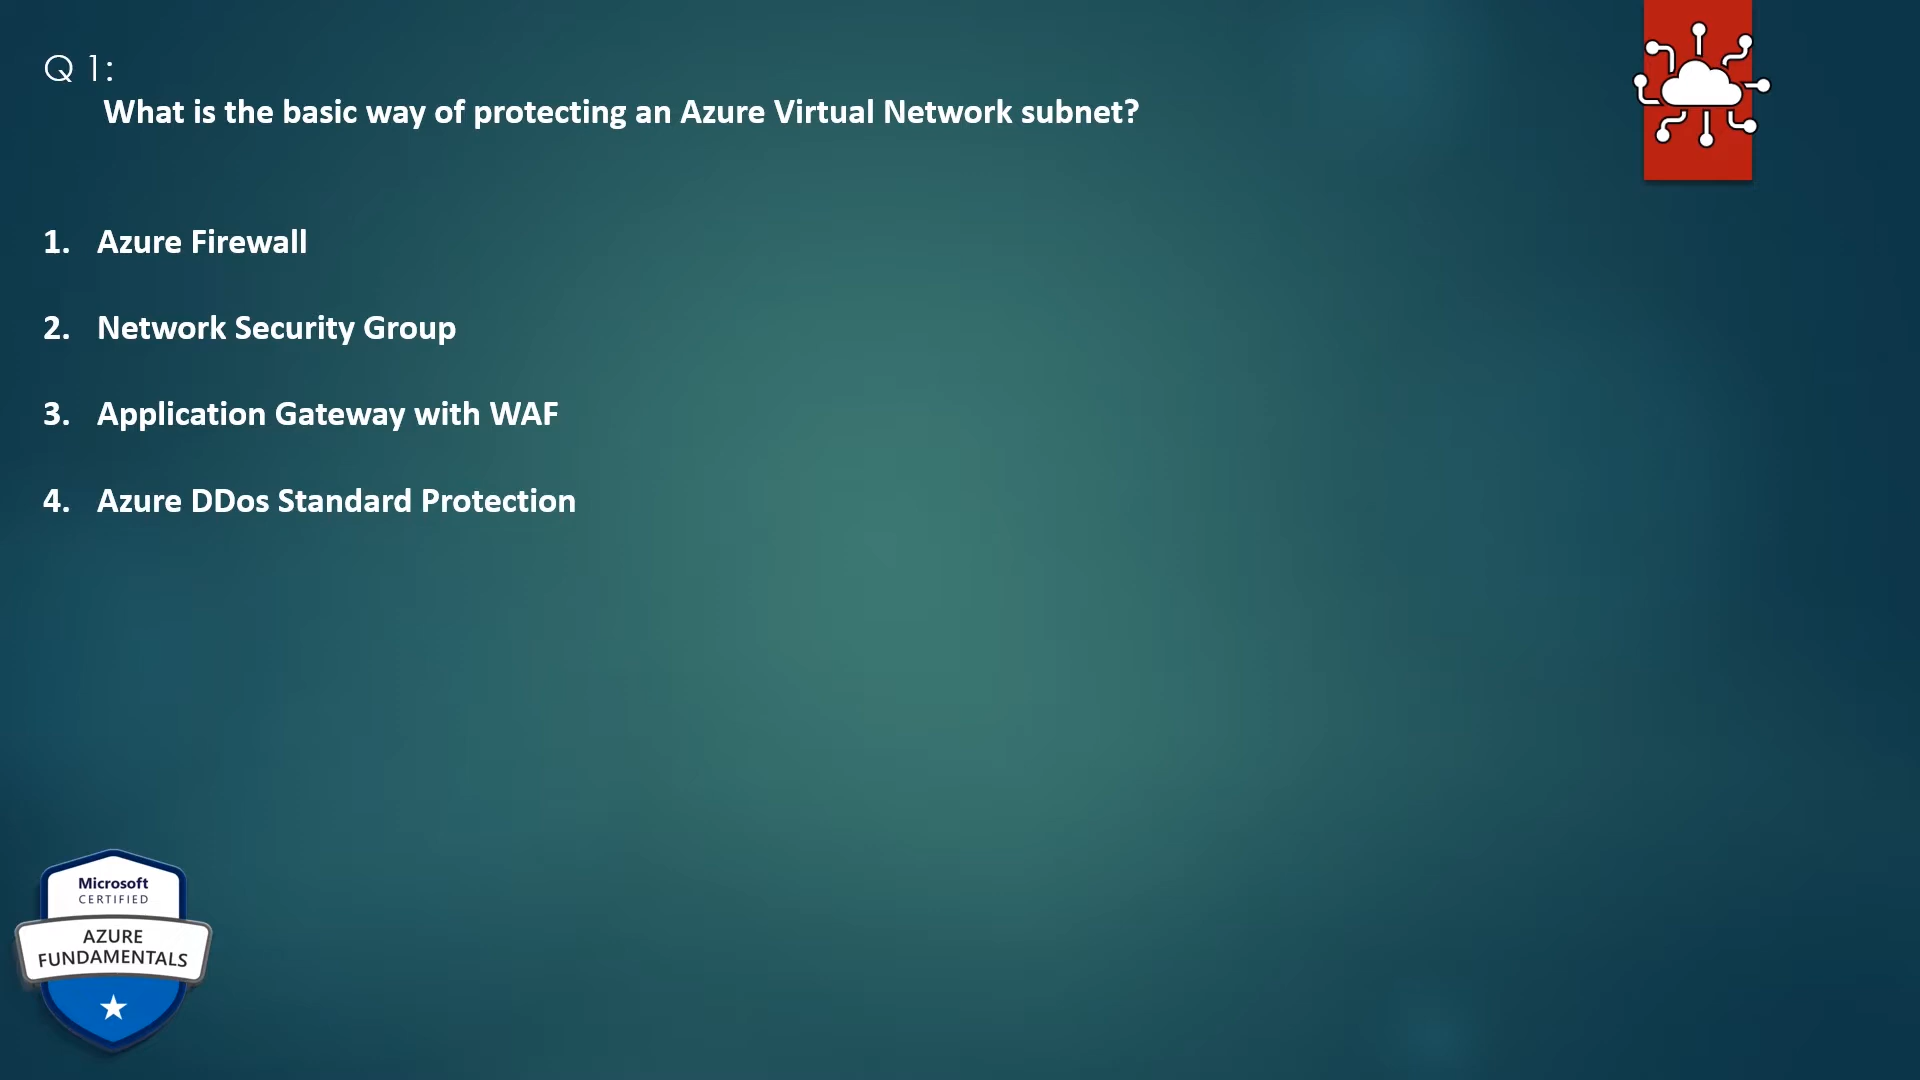 Q 1:
What is the basic way of protecting an Azure Virtual Network subnet?
1. Azure Firewall
2. Network Security Group
3. Application Gateway with WAF
4. Azure DDos Standard Protection
Microsoft
CERTIFIED
AZURE
FUNDAMENTALS